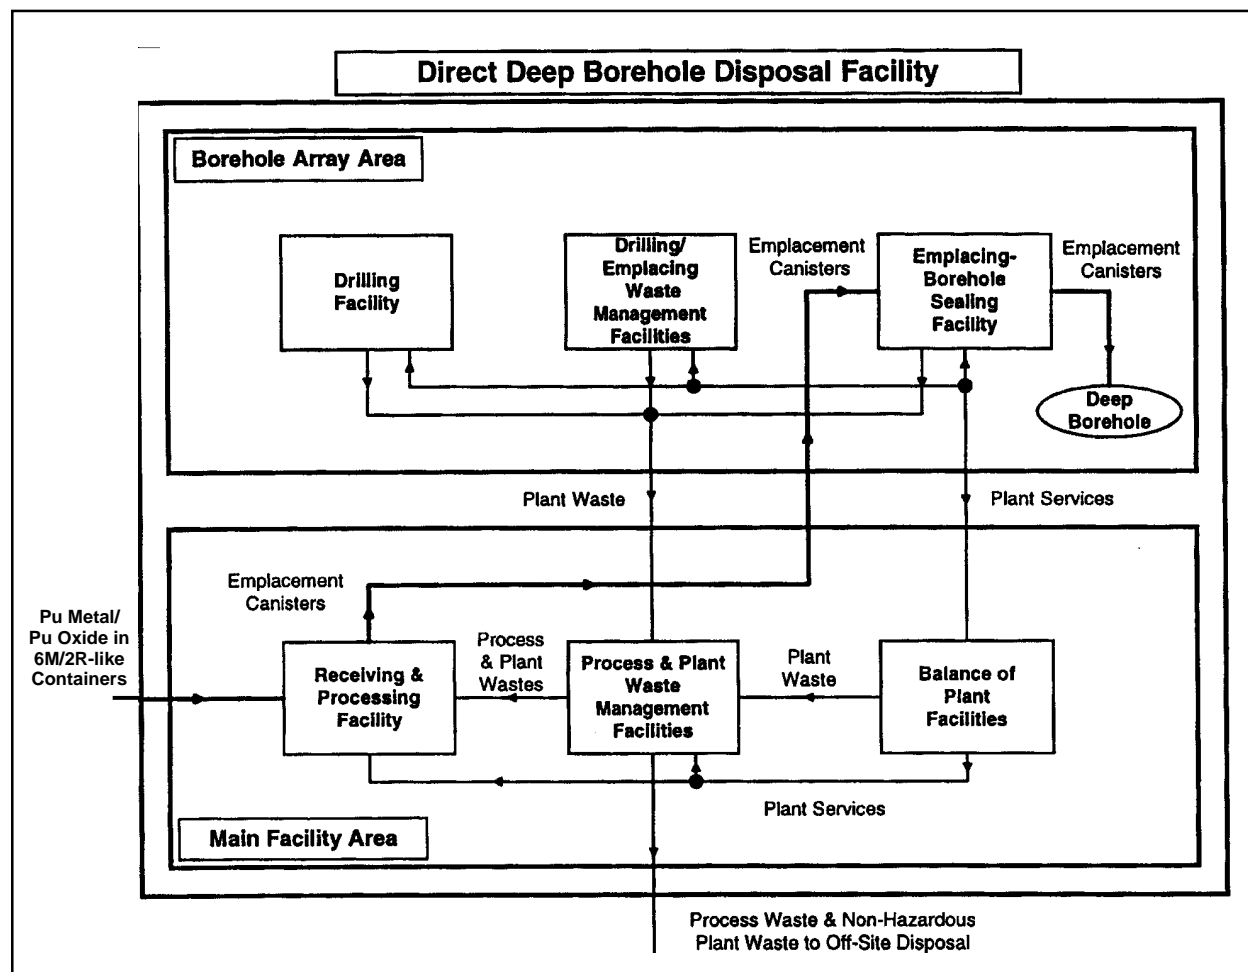 Direct Deep Borehole Disposal Facility
Borehole Array Area
Drilling
Facility
Drilling/
Emplacing
Waste
Management
Facilities
Emplacement
Canisters
Emplacing-
Borehole
Sealing
Facility
Emplacement
Canisters
Deep
Borehole
Plant Waste
Plant Services
Emplacement
Canisters
Pu Metal/
Pu Oxide in
6M/2R-like
Containers
Receiving &
Processing
Facility
Process
& Plant
Wastes
Process & Plant
Waste
Management
Facilities
Plant
Waste
Balance of
Plant
Facilities
Plant Services
Main Facility Area
Process Waste & Non-Hazardous
Plant Waste to Off-Site Disposal